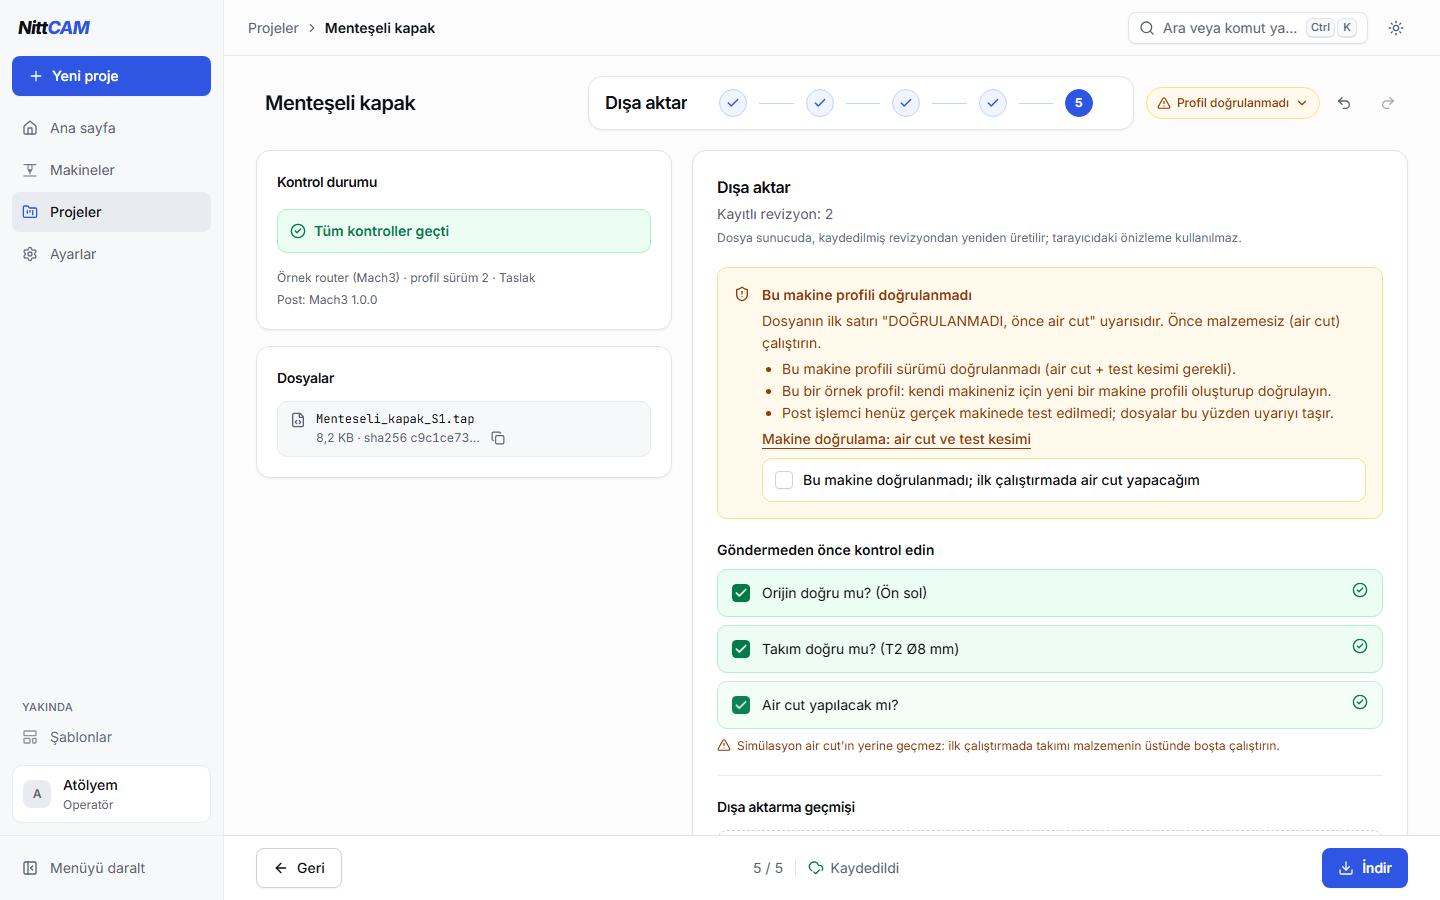 NittCAM
Yeni proje
Ana sayfa
Makineler
Projeler
Ayarlar
YAKINDA
Şablonlar
A
Atölyem
Operatör
Menüyü daralt
Projeler > Menteşeli kapak
Ara veya komut ya... Ctrl K
Menteşeli kapak
Dışa aktar
5
Profil doğrulanmadı
Kontrol durumu
Tüm kontroller geçti
Örnek router (Mach3) · profil sürüm 2 · Taslak
Post: Mach3 1.0.0
Dosyalar
Menteseli_kapak_S1.tap
8,2 KB · sha256 c9c1ce73...
Dışa aktar
Kayıtlı revizyon: 2
Dosya sunucuda, kaydedilmiş revizyondan yeniden üretilir; tarayıcıdaki önizleme kullanılmaz.
Bu makine profili doğrulanmadı
Dosyanın ilk satırı "DOĞRULANMADI, önce air cut" uyarısıdır. Önce malzemesiz (air cut)
çalıştırın.
• Bu makine profili sürümü doğrulanmadı (air cut + test kesimi gerekli).
• Bu bir örnek profil: kendi makineniz için yeni bir makine profili oluşturup doğrulayın.
• Post işlemci henüz gerçek makinede test edilmedi; dosyalar bu yüzden uyarıyı taşır.
Makine doğrulama: air cut ve test kesimi
Bu makine doğrulanmadı; ilk çalıştırmada air cut yapacağım
Göndermeden önce kontrol edin
Orijin doğru mu? (Ön sol)
Takım doğru mu? (T2 Ø8 mm)
Air cut yapılacak mı?
Simülasyon air cut'ın yerine geçmez: ilk çalıştırmada takımı malzemenin üstünde boşta çalıştırın.
Dışa aktarma geçmişi
Geri
5 / 5
Kaydedildi
İndir